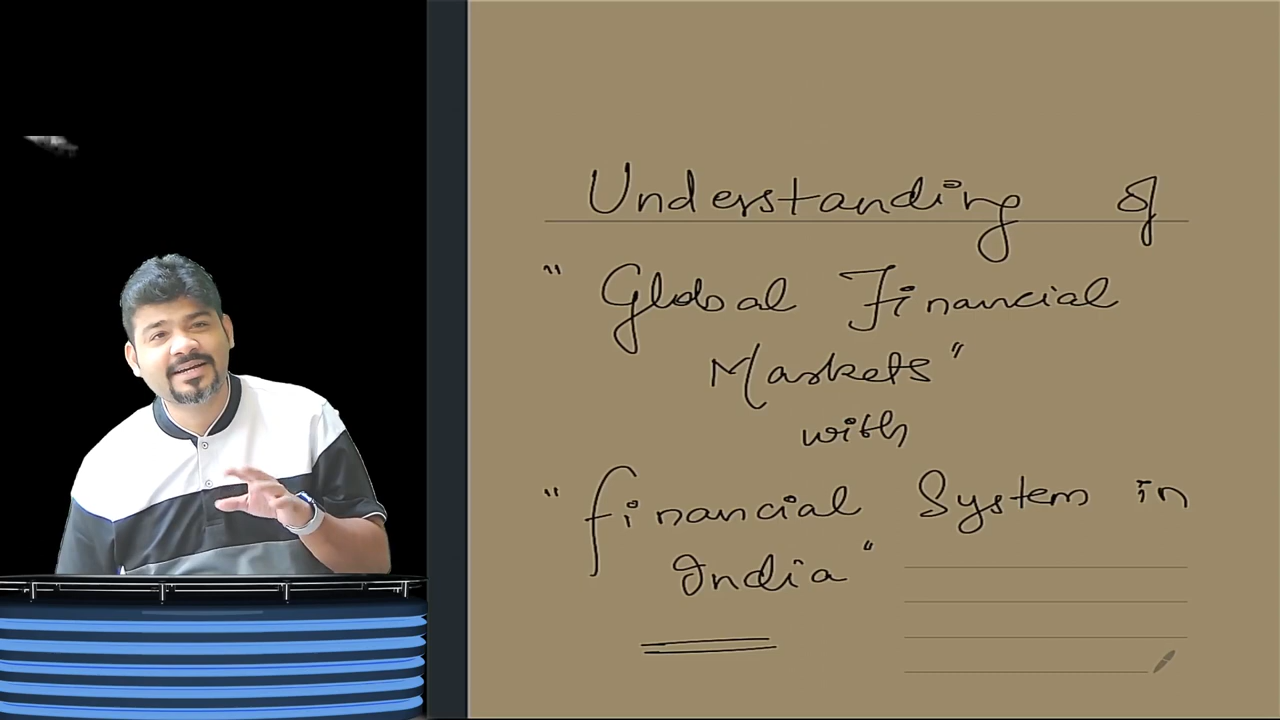 Understanding of
"Global Financial
Markets"
with
"financial System in
India"